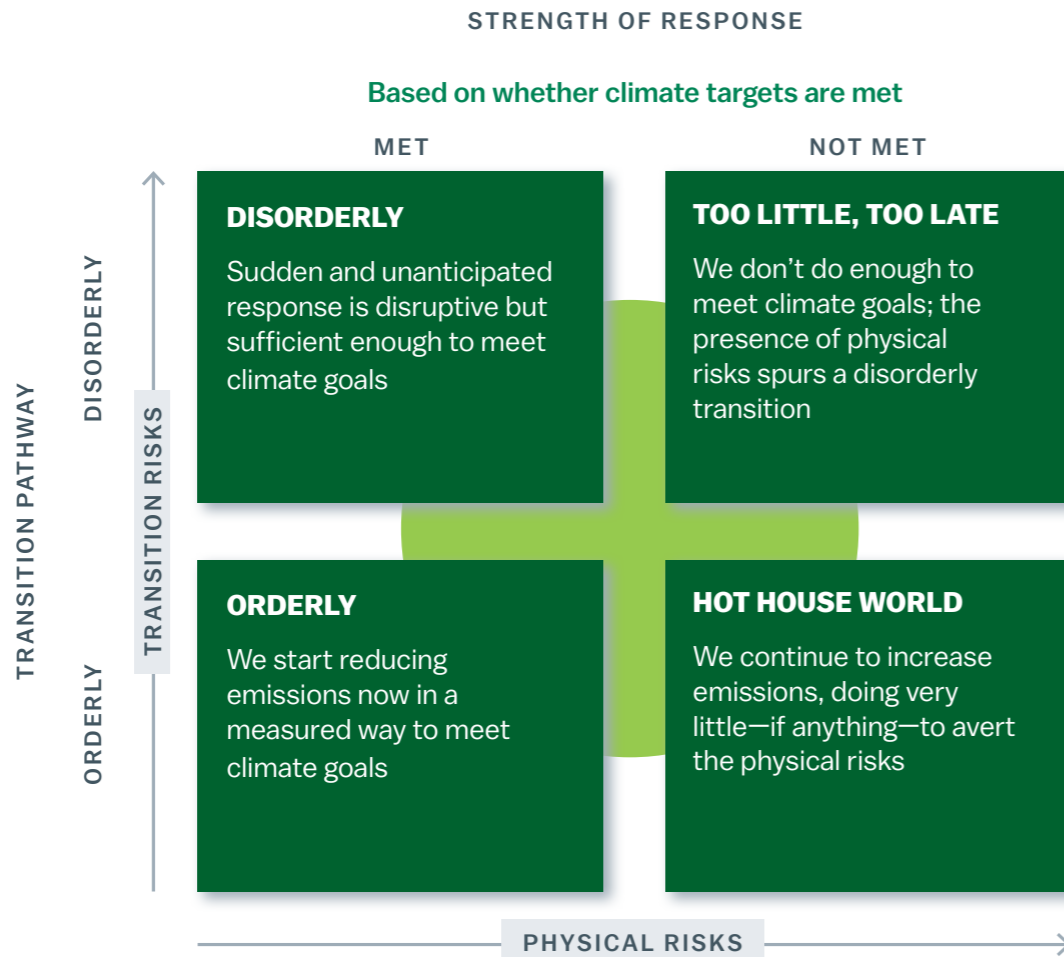 STRENGTH OF RESPONSE
Based on whether climate targets are met
MET
NOT MET
TRANSITION PATHWAY
DISORDERLY
ORDERLY
TRANSITION RISKS
DISORDERLY
Sudden and unanticipated
response is disruptive but
sufficient enough to meet
climate goals
TOO LITTLE, TOO LATE
We don’t do enough to
meet climate goals; the
presence of physical
risks spurs a disorderly
transition
ORDERLY
We start reducing
emissions now in a
measured way to meet
climate goals
HOT HOUSE WORLD
We continue to increase
emissions, doing very
little—if anything—to avert
the physical risks
PHYSICAL RISKS